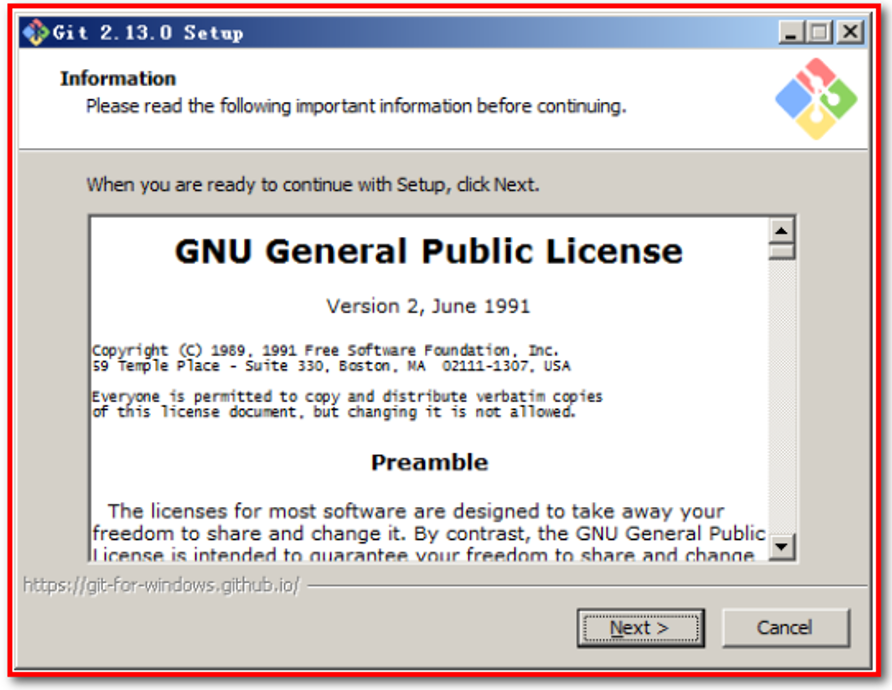 Git 2.13.0 Setup
Information
Please read the following important information before continuing.
When you are ready to continue with Setup, click Next.
GNU General Public License
Version 2, June 1991
Copyright (C) 1989, 1991 Free Software Foundation, Inc.
59 Temple Place - Suite 330, Boston, MA  02111-1307, USA
Everyone is permitted to copy and distribute verbatim copies
of this license document, but changing it is not allowed.
Preamble
The licenses for most software are designed to take away your
freedom to share and change it. By contrast, the GNU General Public
License is intended to guarantee your freedom to share and change
https://git-for-windows.github.io/
Next >
Cancel